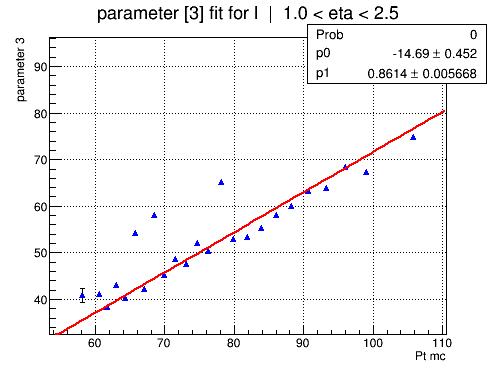 parameter [3] fit for l | 1.0 < eta < 2.5
Prob 0
p0 -14.69 ± 0.452
p1 0.8614 ± 0.005668
parameter 3
90
80
70
60
50
40
60 70 80 90 100 110
Pt mc